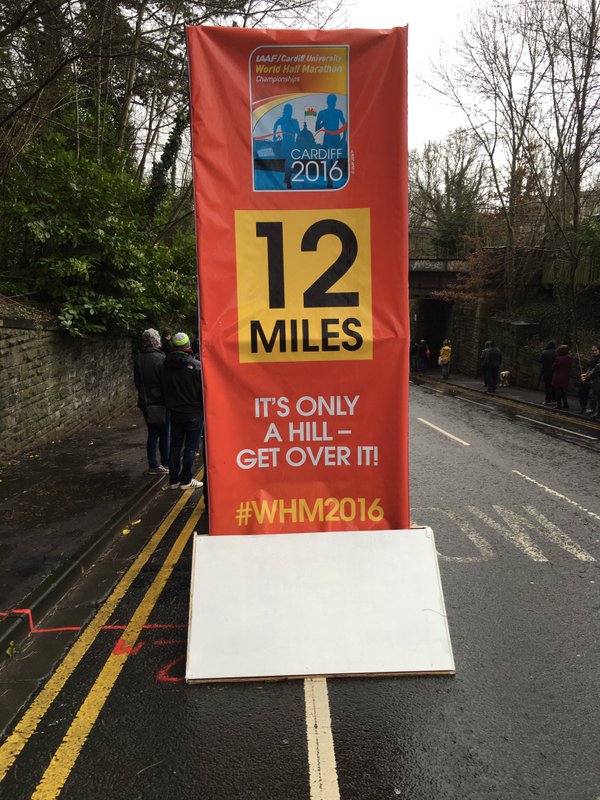 IAAF/Cardiff University
World Half Marathon
Championships
CARDIFF
2016
12
MILES
IT'S ONLY
A HILL –
GET OVER IT!
#WHM2016